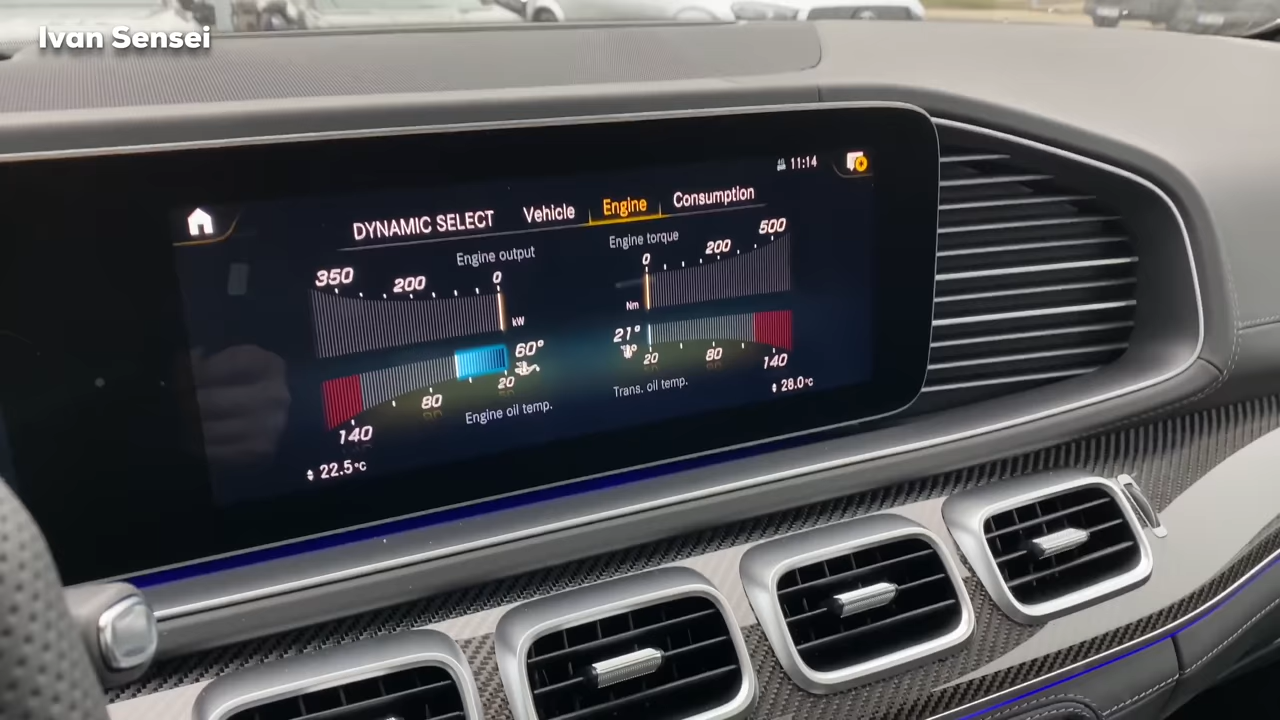 Ivan Sensei
4G 11:14
DYNAMIC SELECT Vehicle Engine Consumption
Engine output Engine torque
350 200 0 0 200 500
kW Nm
60° 21°
140 80 20 20 80 140
Engine oil temp. Trans. oil temp.
22.5°C 28.0°C